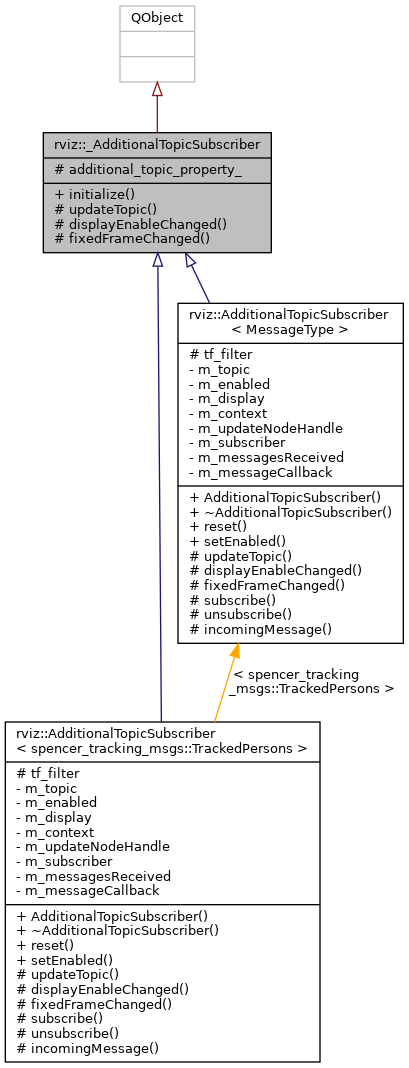 QObject
rviz::_AdditionalTopicSubscriber
# additional_topic_property_
+ initialize()
# updateTopic()
# displayEnableChanged()
# fixedFrameChanged()
rviz::AdditionalTopicSubscriber
< MessageType >
# tf_filter
- m_topic
- m_enabled
- m_display
- m_context
- m_updateNodeHandle
- m_subscriber
- m_messagesReceived
- m_messageCallback
+ AdditionalTopicSubscriber()
+ ~AdditionalTopicSubscriber()
+ reset()
+ setEnabled()
# updateTopic()
# displayEnableChanged()
# fixedFrameChanged()
# subscribe()
# unsubscribe()
# incomingMessage()
< spencer_tracking
_msgs::TrackedPersons >
rviz::AdditionalTopicSubscriber
< spencer_tracking_msgs::TrackedPersons >
# tf_filter
- m_topic
- m_enabled
- m_display
- m_context
- m_updateNodeHandle
- m_subscriber
- m_messagesReceived
- m_messageCallback
+ AdditionalTopicSubscriber()
+ ~AdditionalTopicSubscriber()
+ reset()
+ setEnabled()
# updateTopic()
# displayEnableChanged()
# fixedFrameChanged()
# subscribe()
# unsubscribe()
# incomingMessage()